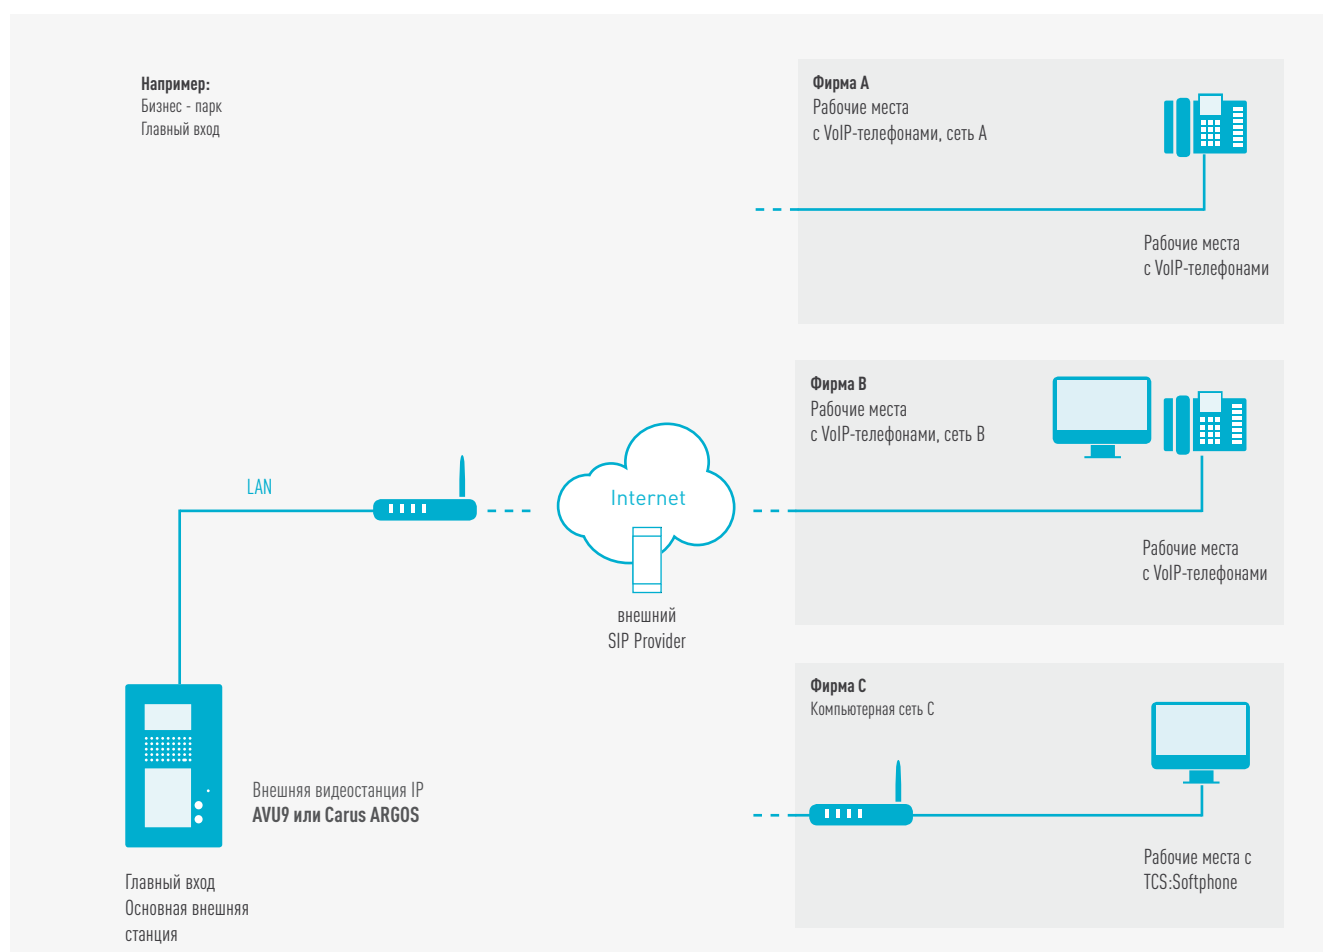 Например:
Бизнес - парк
Главный вход
Фирма A
Рабочие места
с VoIP-телефонами, сеть A
Рабочие места
с VoIP-телефонами
Фирма B
Рабочие места
с VoIP-телефонами, сеть B
Рабочие места
с VoIP-телефонами
LAN
Internet
внешний
SIP Provider
Фирма C
Компьютерная сеть C
Рабочие места с
TCS:Softphone
Внешняя видеостанция IP
AVU9 или Carus ARGOS
Главный вход
Основная внешняя
станция